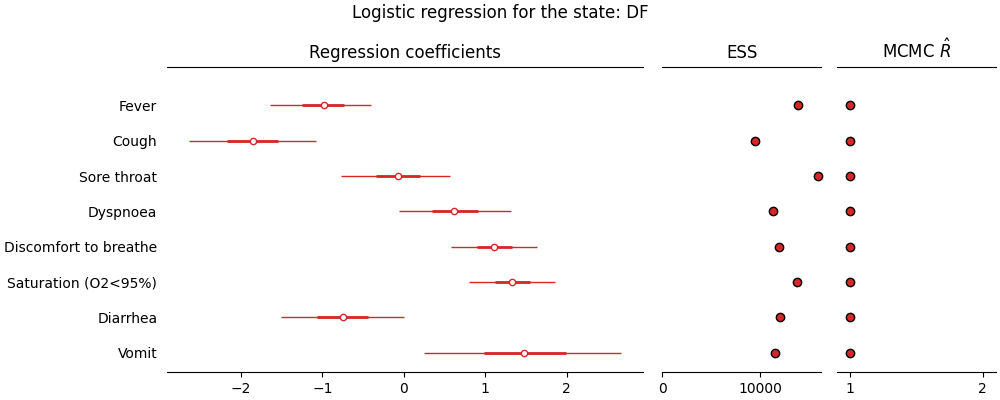 Logistic regression for the state: DF
Regression coefficients
ESS
MCMC R̂
Fever
Cough
Sore throat
Dyspnoea
Discomfort to breathe
Saturation (O2<95%)
Diarrhea
Vomit
−2 −1 0 1 2
0 10000
1 2